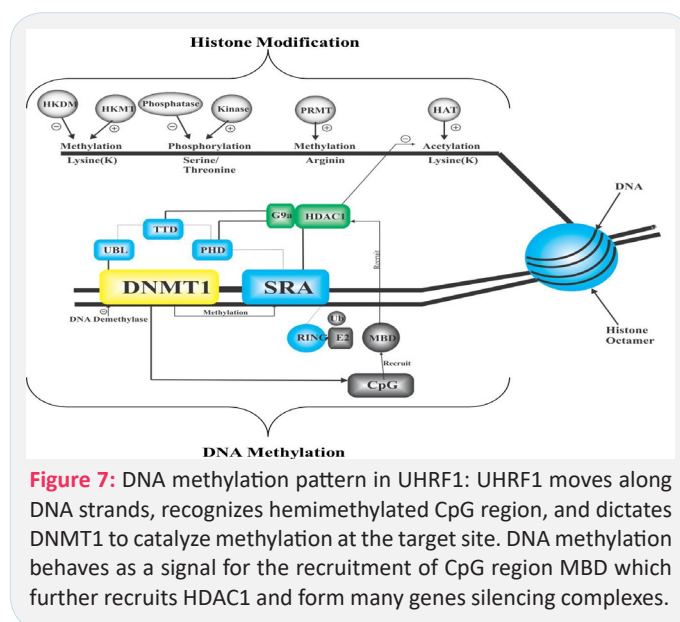 Histone Modification
HKDM
HKMT
Phosphatase
Kinase
PRMT
HAT
Methylation
Lysine(K)
Phosphorylation
Serine/
Threonine
Methylation
Arginin
Acetylation
Lysine(K)
DNA
G9a
HDAC1
TTD
UBL
PHD
DNMT1
SRA
Recruit
DNA Demethylase
Methylation
Ub
RING
E2
MBD
Histone
Octamer
Recruit
CpG
DNA Methylation
Figure 7: DNA methylation pattern in UHRF1: UHRF1 moves along
DNA strands, recognizes hemimethylated CpG region, and dictates
DNMT1 to catalyze methylation at the target site. DNA methylation
behaves as a signal for the recruitment of CpG region MBD which
further recruits HDAC1 and form many genes silencing complexes.